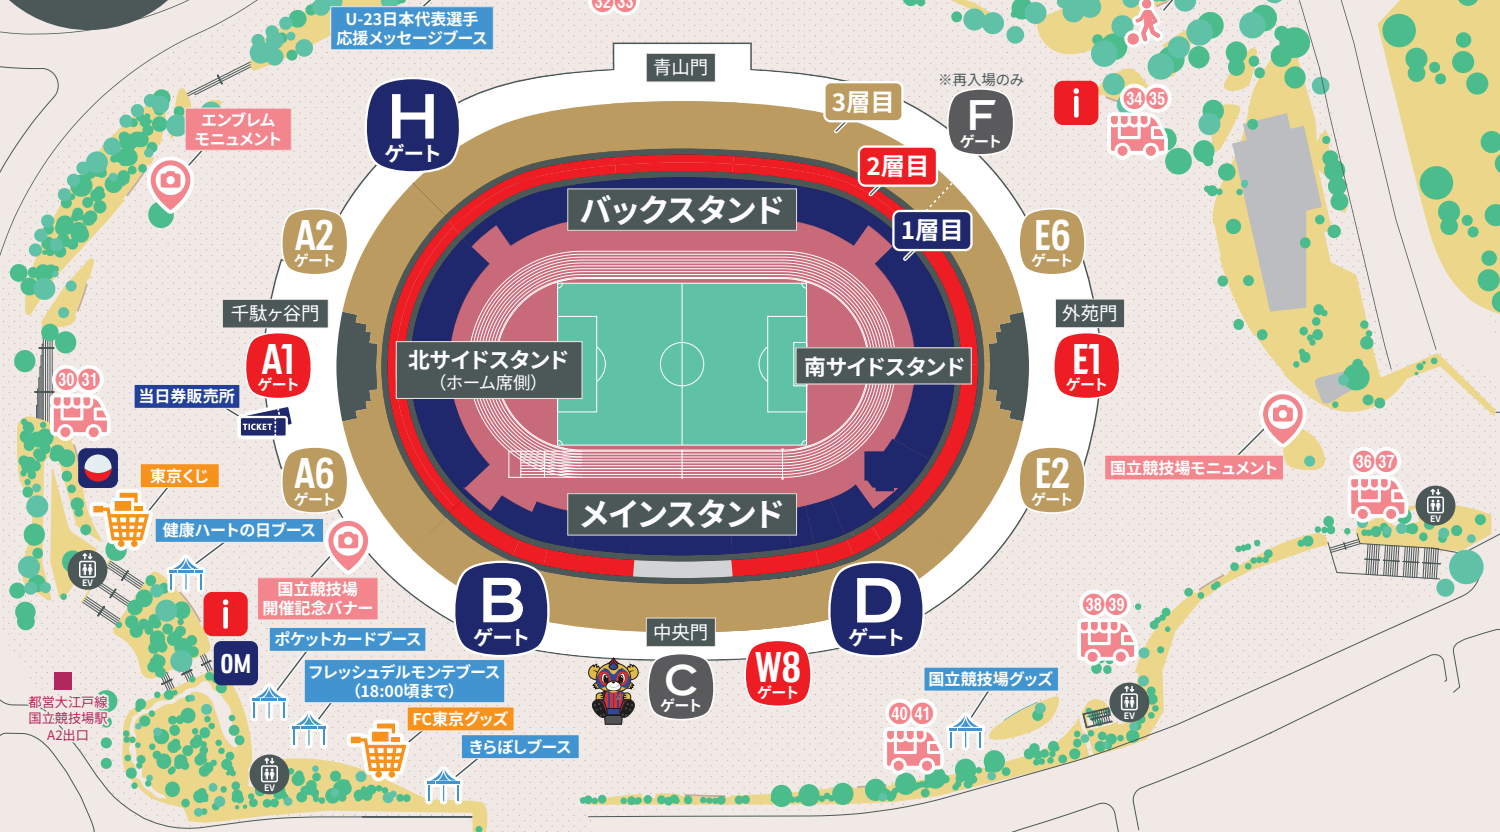 32 33
U-23日本代表選手
応援メッセージブース
青山門
※再入場のみ
3層目
H
ゲート
F
ゲート
i
34 35
エンブレム
モニュメント
2層目
バックスタンド
1層目
A2
ゲート
E6
ゲート
千駄ヶ谷門
外苑門
A1
ゲート
北サイドスタンド
(ホーム席側)
南サイドスタンド
E1
ゲート
30 31
当日券販売所
TICKET
東京くじ
A6
ゲート
E2
ゲート
国立競技場モニュメント
36 37
EV
メインスタンド
健康ハートの日ブース
EV
国立競技場
開催記念バナー
i
B
ゲート
D
ゲート
38 39
中央門
ポケットカードブース
0M
フレッシュデルモンテブース
(18:00頃まで)
C
ゲート
W8
ゲート
国立競技場グッズ
都営大江戸線
国立競技場駅
A2出口
FC東京グッズ
40 41
EV
きらぼしブース
EV